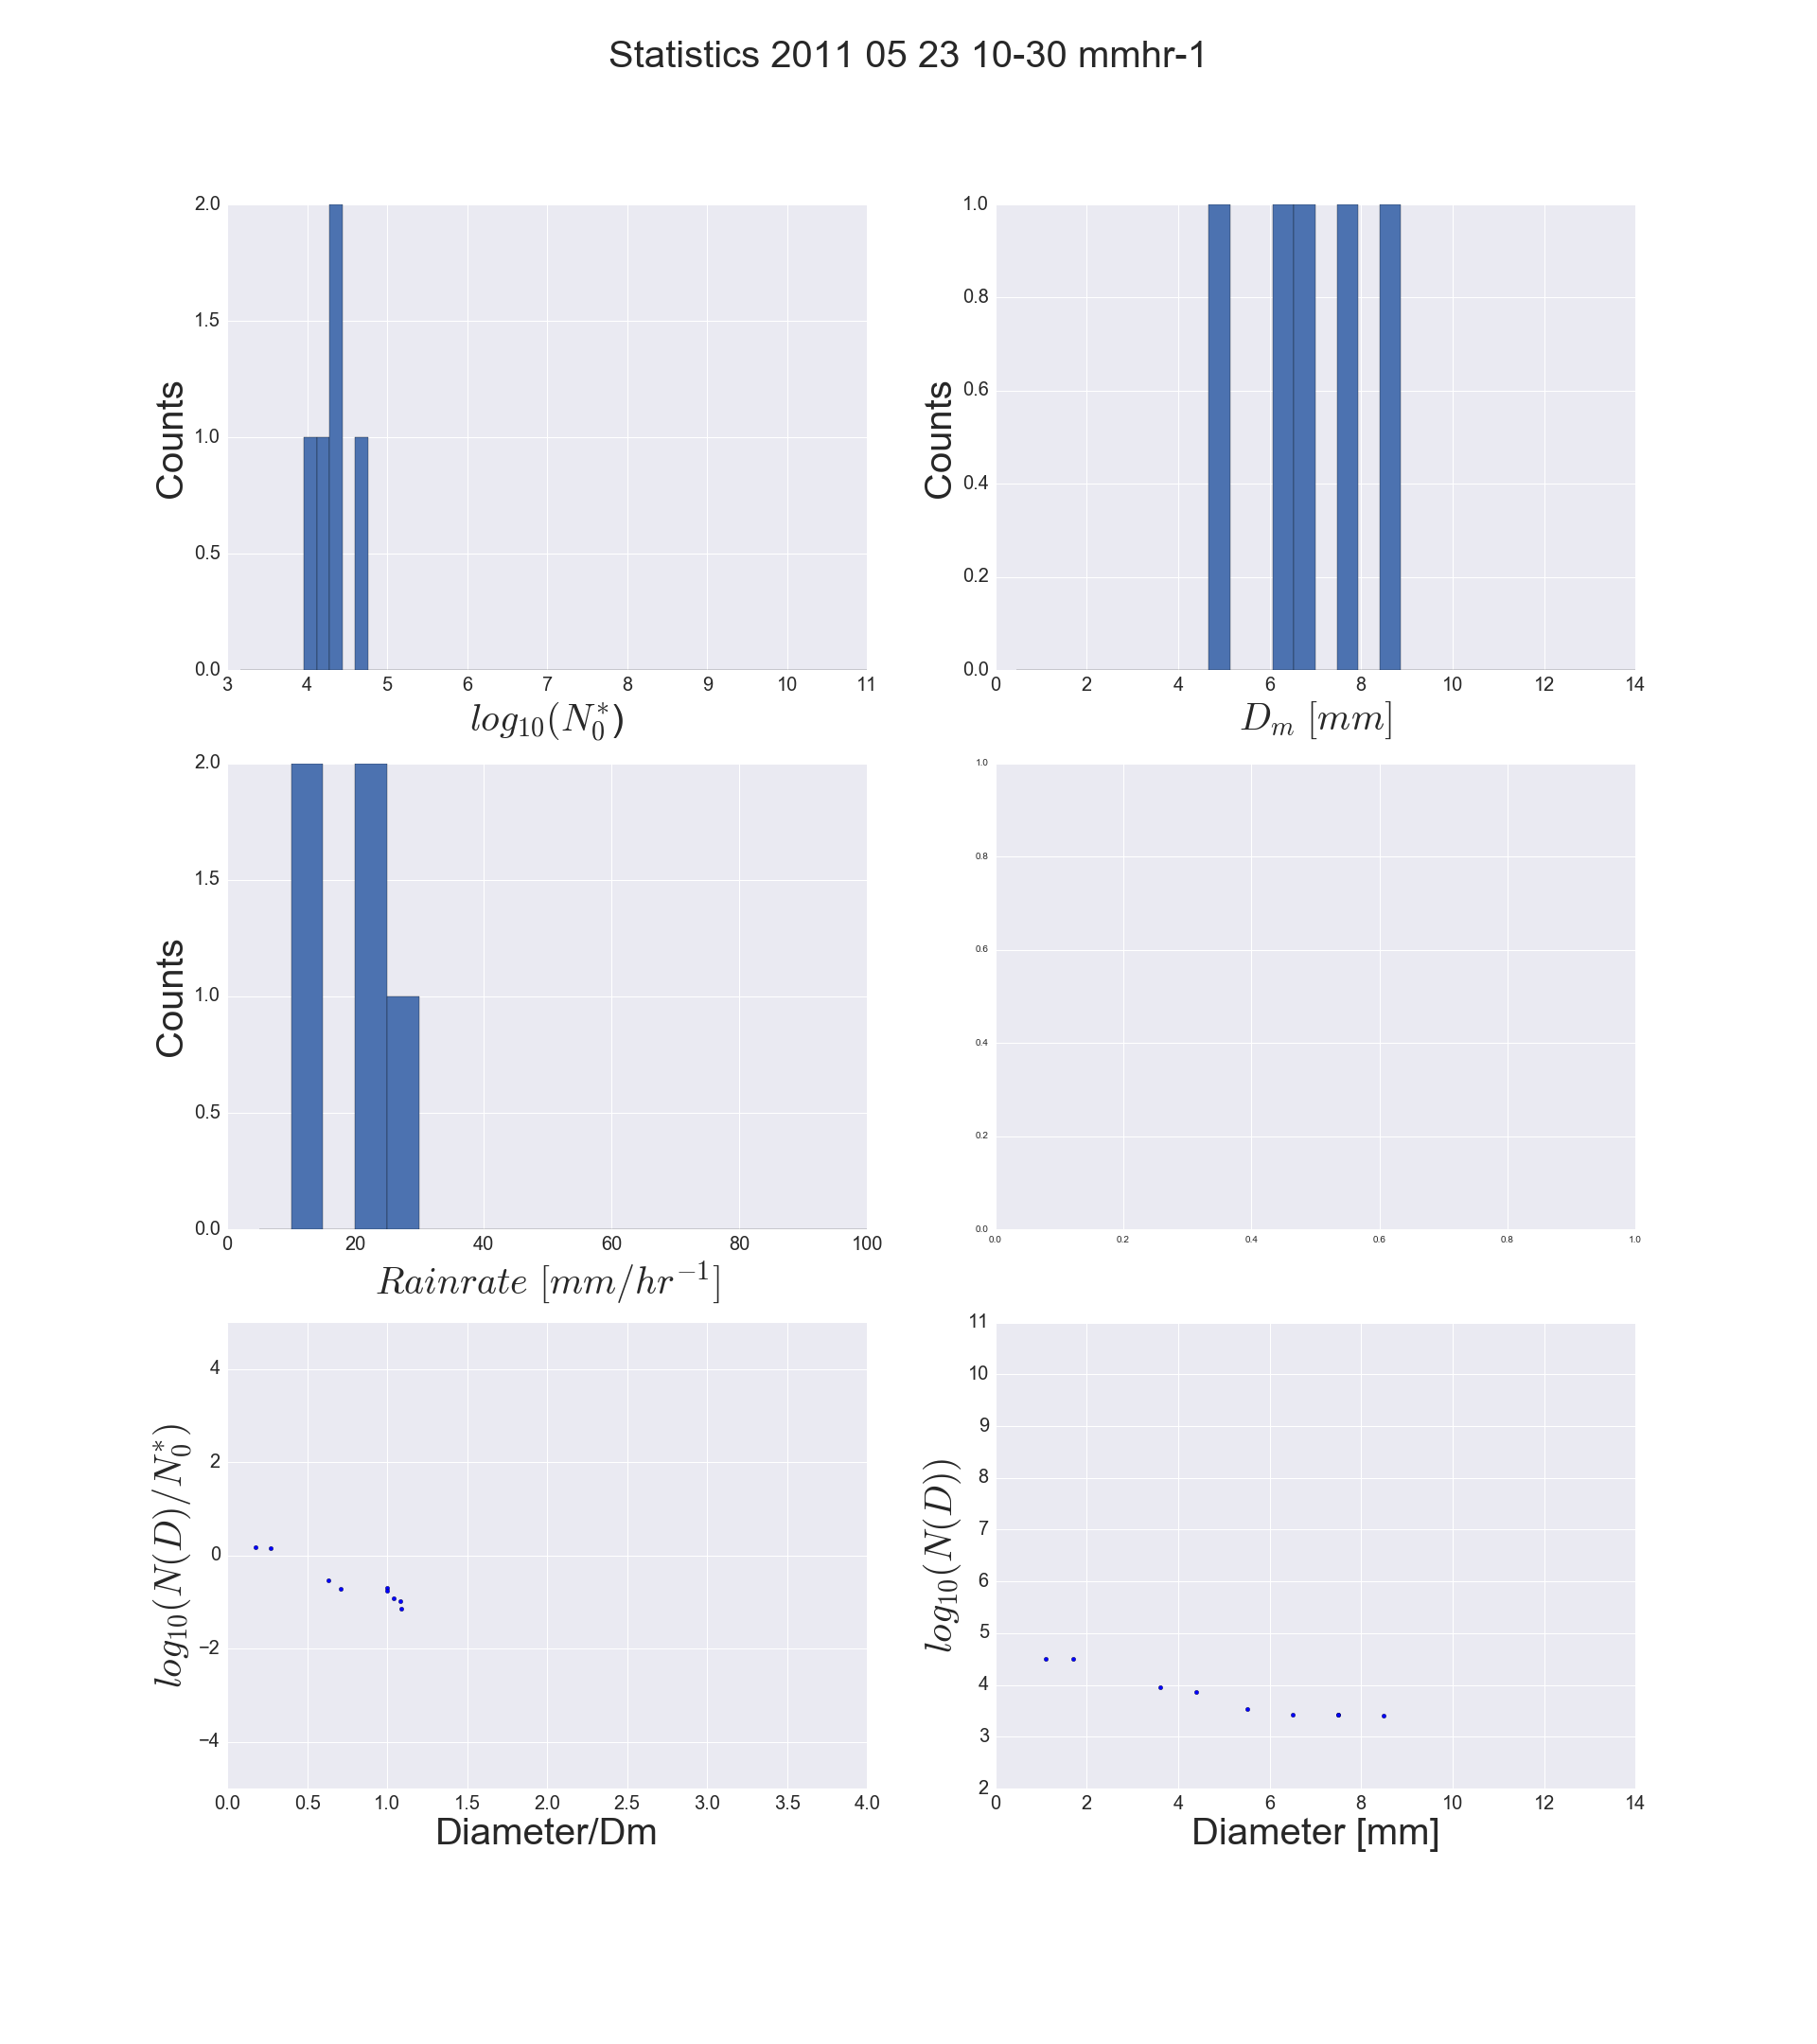 Statistics 2011 05 23 10-30 mmhr-1
2.0
1.5
1.0
0.5
0.0
Counts
3 4 5 6 7 8 9 10 11
log₁₀(N₀*)
1.0
0.8
0.6
0.4
0.2
0.0
Counts
0 2 4 6 8 10 12 14
Dₘ [mm]
2.0
1.5
1.0
0.5
0.0
Counts
0 20 40 60 80 100
Rainrate [mm/hr⁻¹]
1.0
0.8
0.6
0.4
0.2
0.0
0.0 0.2 0.4 0.6 0.8 1.0
4
2
0
−2
−4
log₁₀(N(D)/N₀*)
0.0 0.5 1.0 1.5 2.0 2.5 3.0 3.5 4.0
Diameter/Dm
11
10
9
8
7
6
5
4
3
2
log₁₀(N(D))
0 2 4 6 8 10 12 14
Diameter [mm]